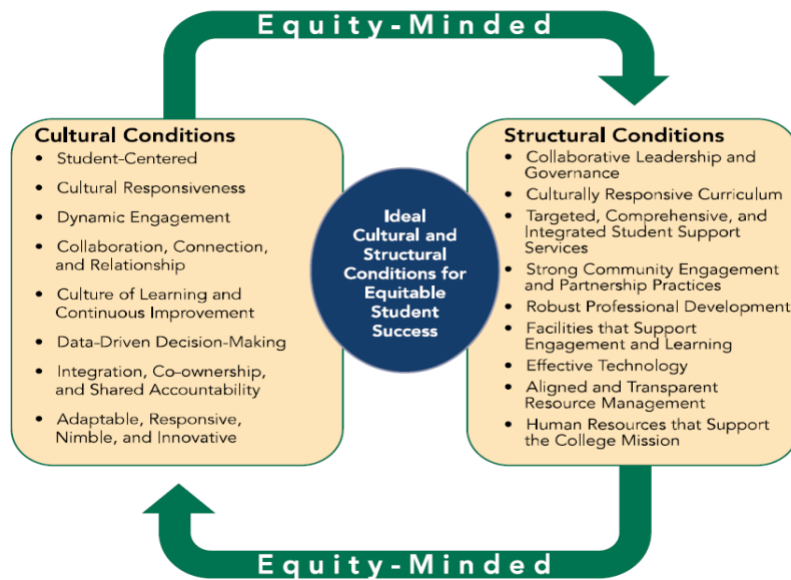 Equity-Minded
Cultural Conditions
• Student-Centered
• Cultural Responsiveness
• Dynamic Engagement
• Collaboration, Connection,
and Relationship
• Culture of Learning and
Continuous Improvement
• Data-Driven Decision-Making
• Integration, Co-ownership,
and Shared Accountability
• Adaptable, Responsive,
Nimble, and Innovative
Ideal
Cultural and
Structural
Conditions for
Equitable
Student
Success
Structural Conditions
• Collaborative Leadership and
Governance
• Culturally Responsive Curriculum
• Targeted, Comprehensive, and
Integrated Student Support
Services
• Strong Community Engagement
and Partnership Practices
• Robust Professional Development
• Facilities that Support
Engagement and Learning
• Effective Technology
• Aligned and Transparent
Resource Management
• Human Resources that Support
the College Mission
Equity-Minded